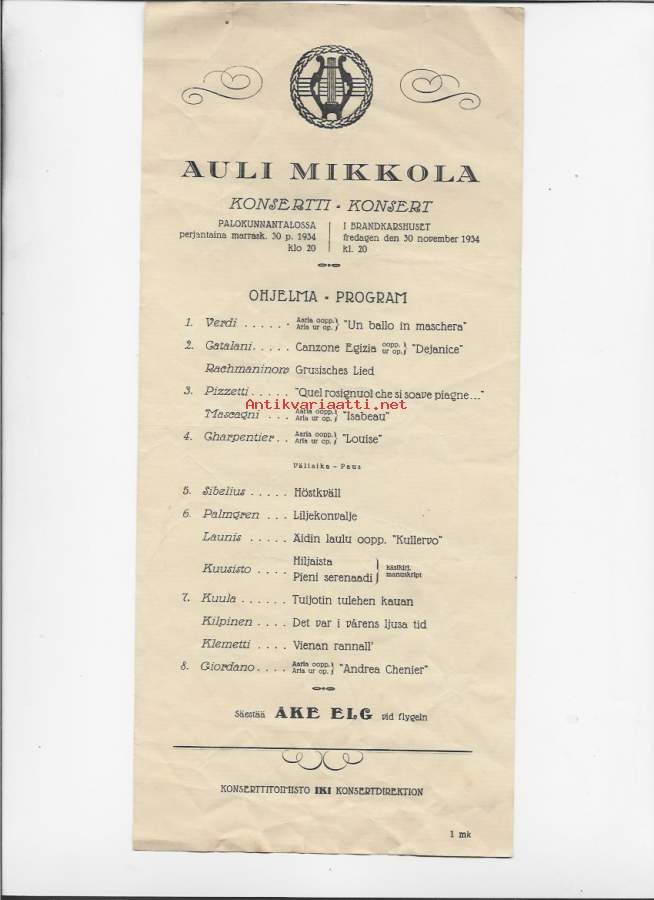 AULI MIKKOLA
KONSERTTI - KONSERT
PALOKUNNANTALOSSA
perjantaina marrask. 30 p. 1934
klo 20
I BRANDKARSHUSET
fredagen den 30 november 1934
kl. 20
OHJELMA - PROGRAM
1. Verdi . . . . . . Aaria oopp. Aria ur op. } "Un ballo in maschera"
2. Catalani. . . . . Canzone Egizia oopp. ur op. } "Dejanice"
Rachmaninow Grusisches Lied
3. Pizzetti . . . . . "Quel rosignuol che si soave piagne..."
Antikvariaatti.net
Mascagni . . . Aaria oopp. Aria ur op. } "Isabeau"
4. Charpentier . . Aaria oopp. Aria ur op. } "Louise"
Väliaika - Paus
5. Sibelius . . . . . Höstkväll
6. Palmgren . . . Liljekonvalje
Launis . . . . . Äidin laulu oopp. "Kullervo"
Kuusisto . . . . Hiljaista
Pieni serenaadi } käsikirj. manuskript
7. Kuula . . . . . . Tuijotin tulehen kauan
Kilpinen . . . . Det var i vårens ljusa tid
Klemetti . . . . Vienan rannall'
8. Giordano . . . . Aaria oopp. Aria ur op. } "Andrea Chenier"
Säestää ÅKE ELG vid flygeln
KONSERTTITOIMISTO IKI KONSERTDIREKTION
1 mk